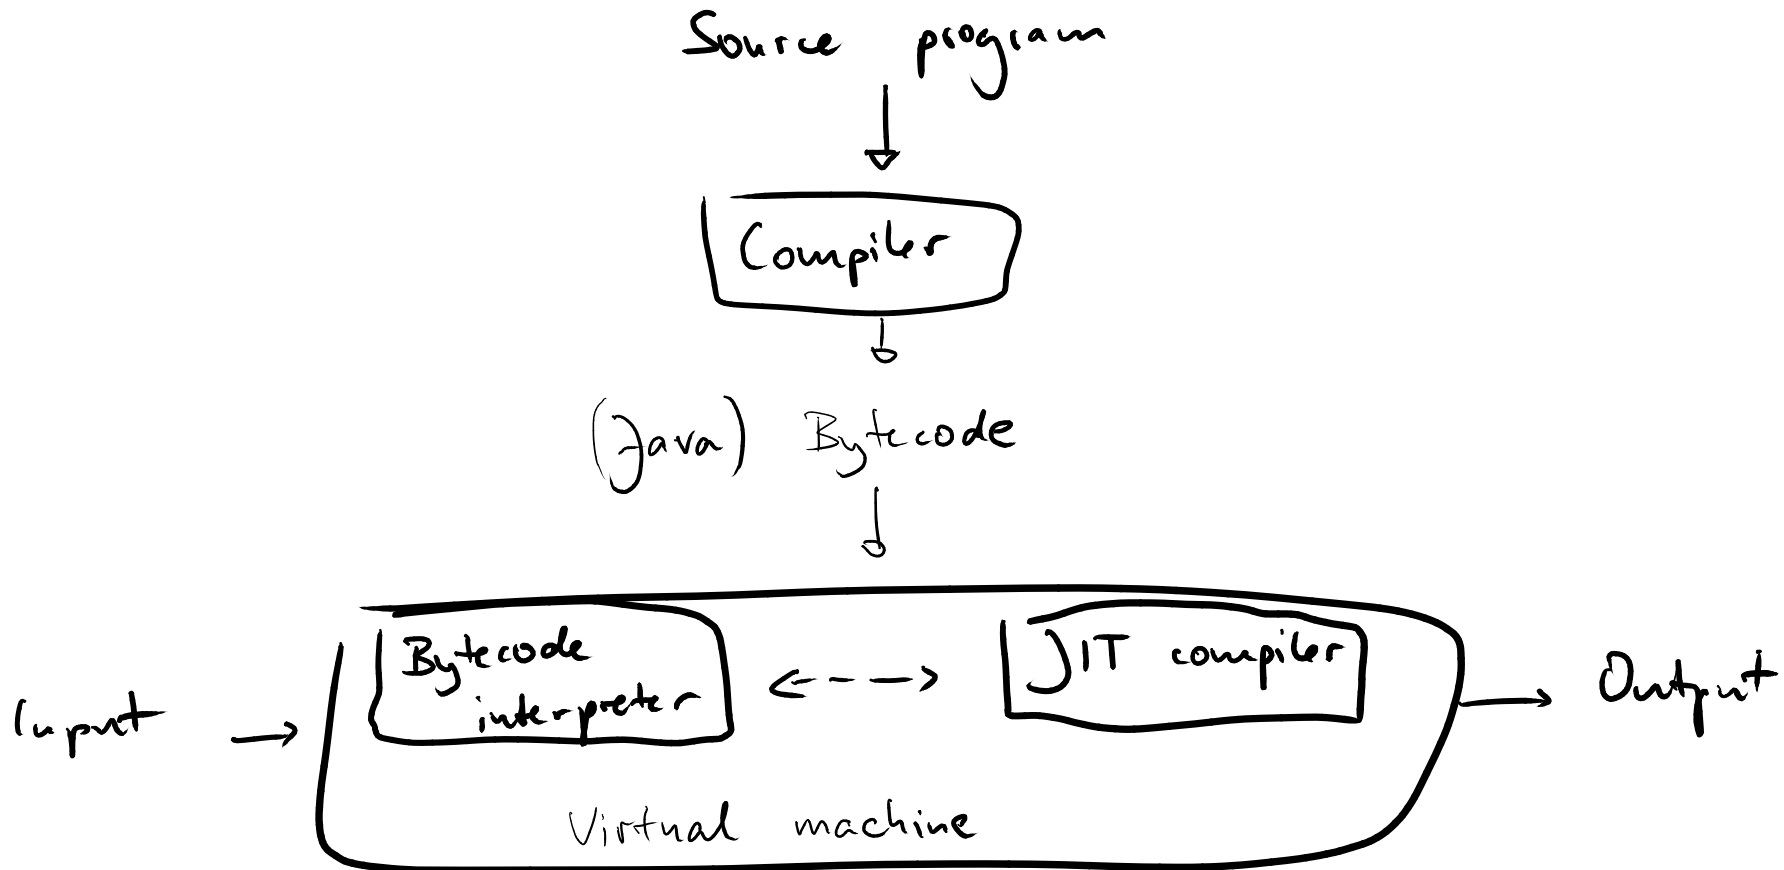 Source program
Compiler
(Java) Bytecode
Bytecode
interpreter
JIT compiler
Input
Output
Virtual machine